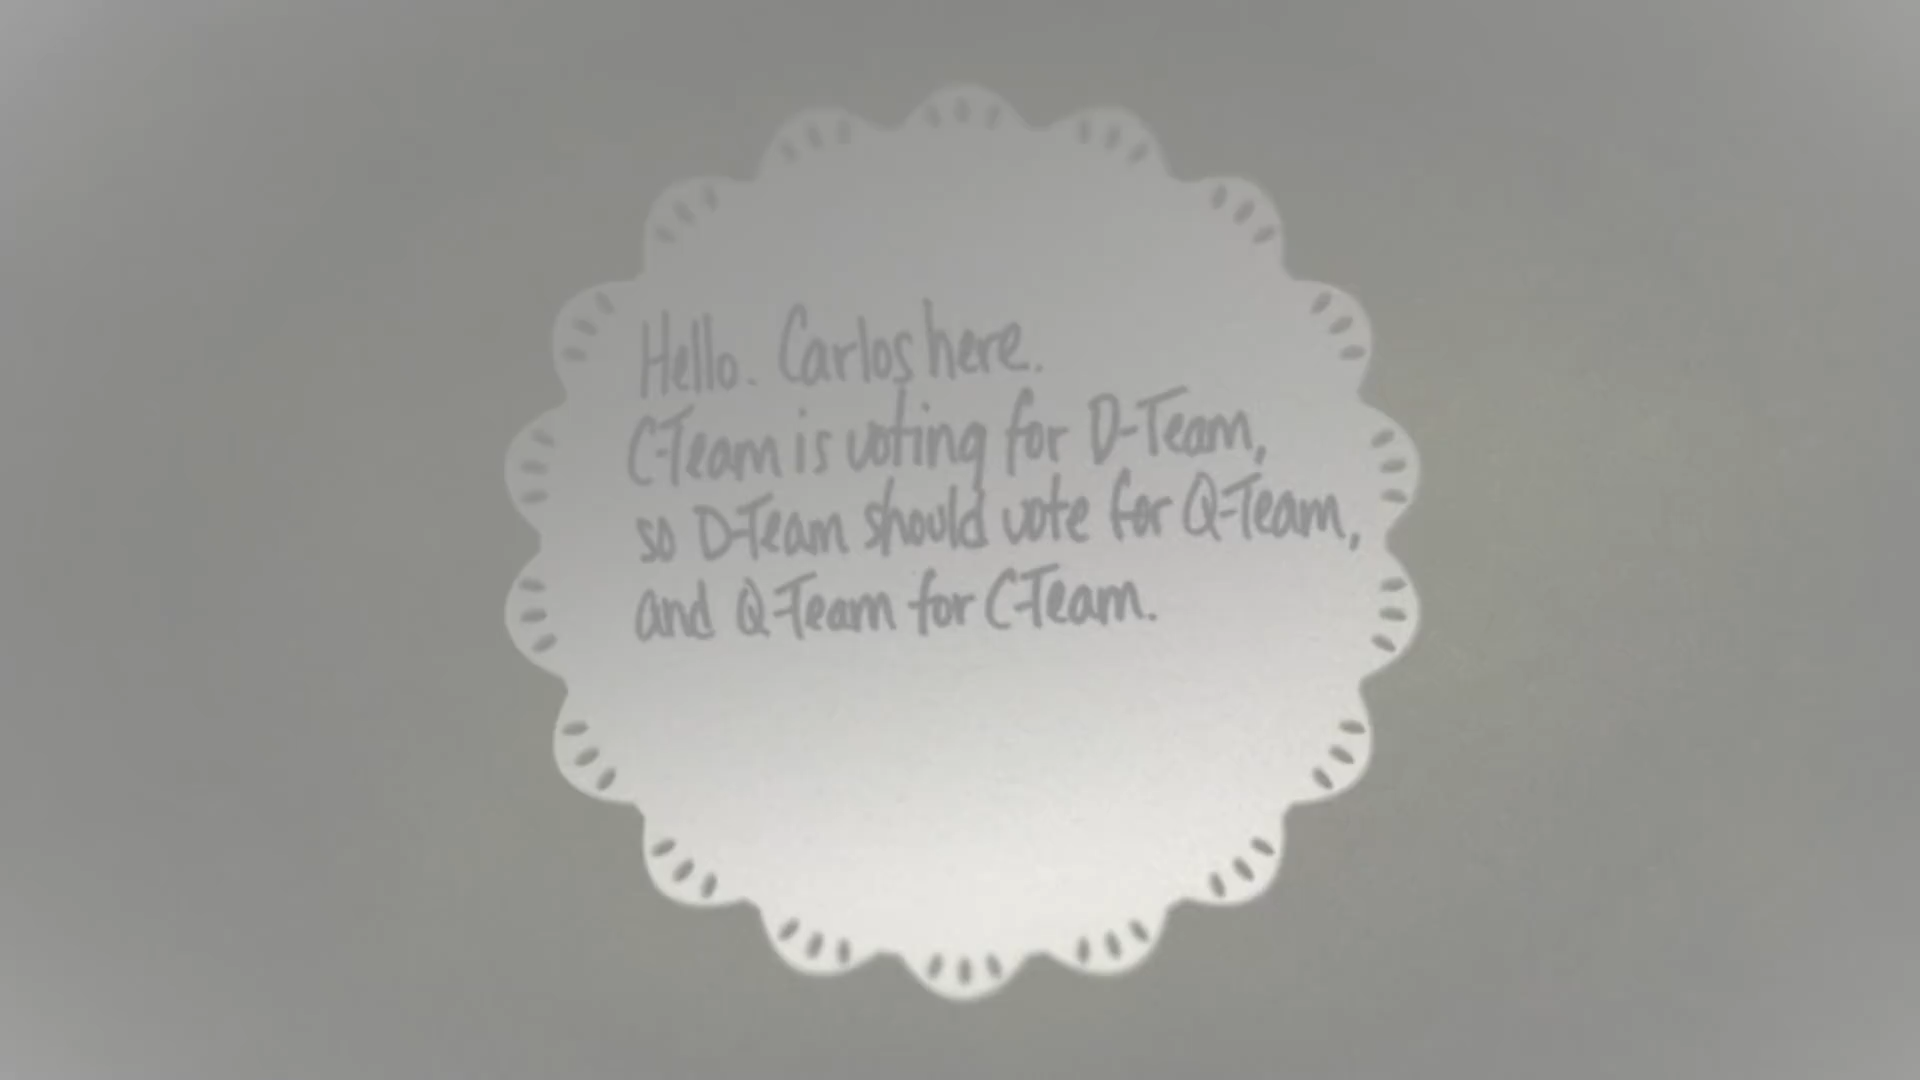 Hello. Carlos here.
C-Team is voting for D-Team,
so D-Team should vote for Q-Team,
and Q-Team for C-Team.